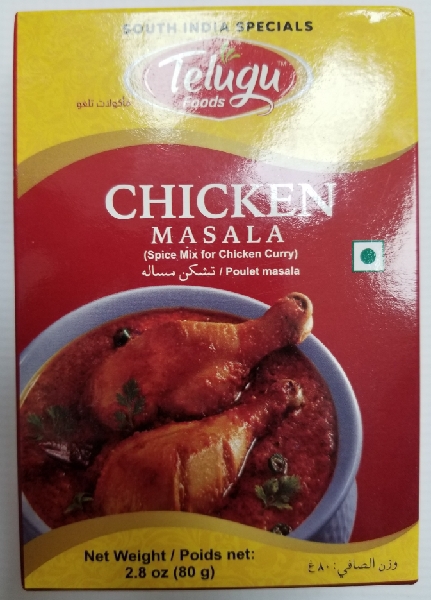 SOUTH INDIA SPECIALS
Telugu™
Foods
مأكولات تلغو
CHICKEN
MASALA
(Spice Mix for Chicken Curry)
تشكن مساله / Poulet masala
Net Weight / Poids net:
2.8 oz (80 g)
وزن الصافي: ٨٠ غ